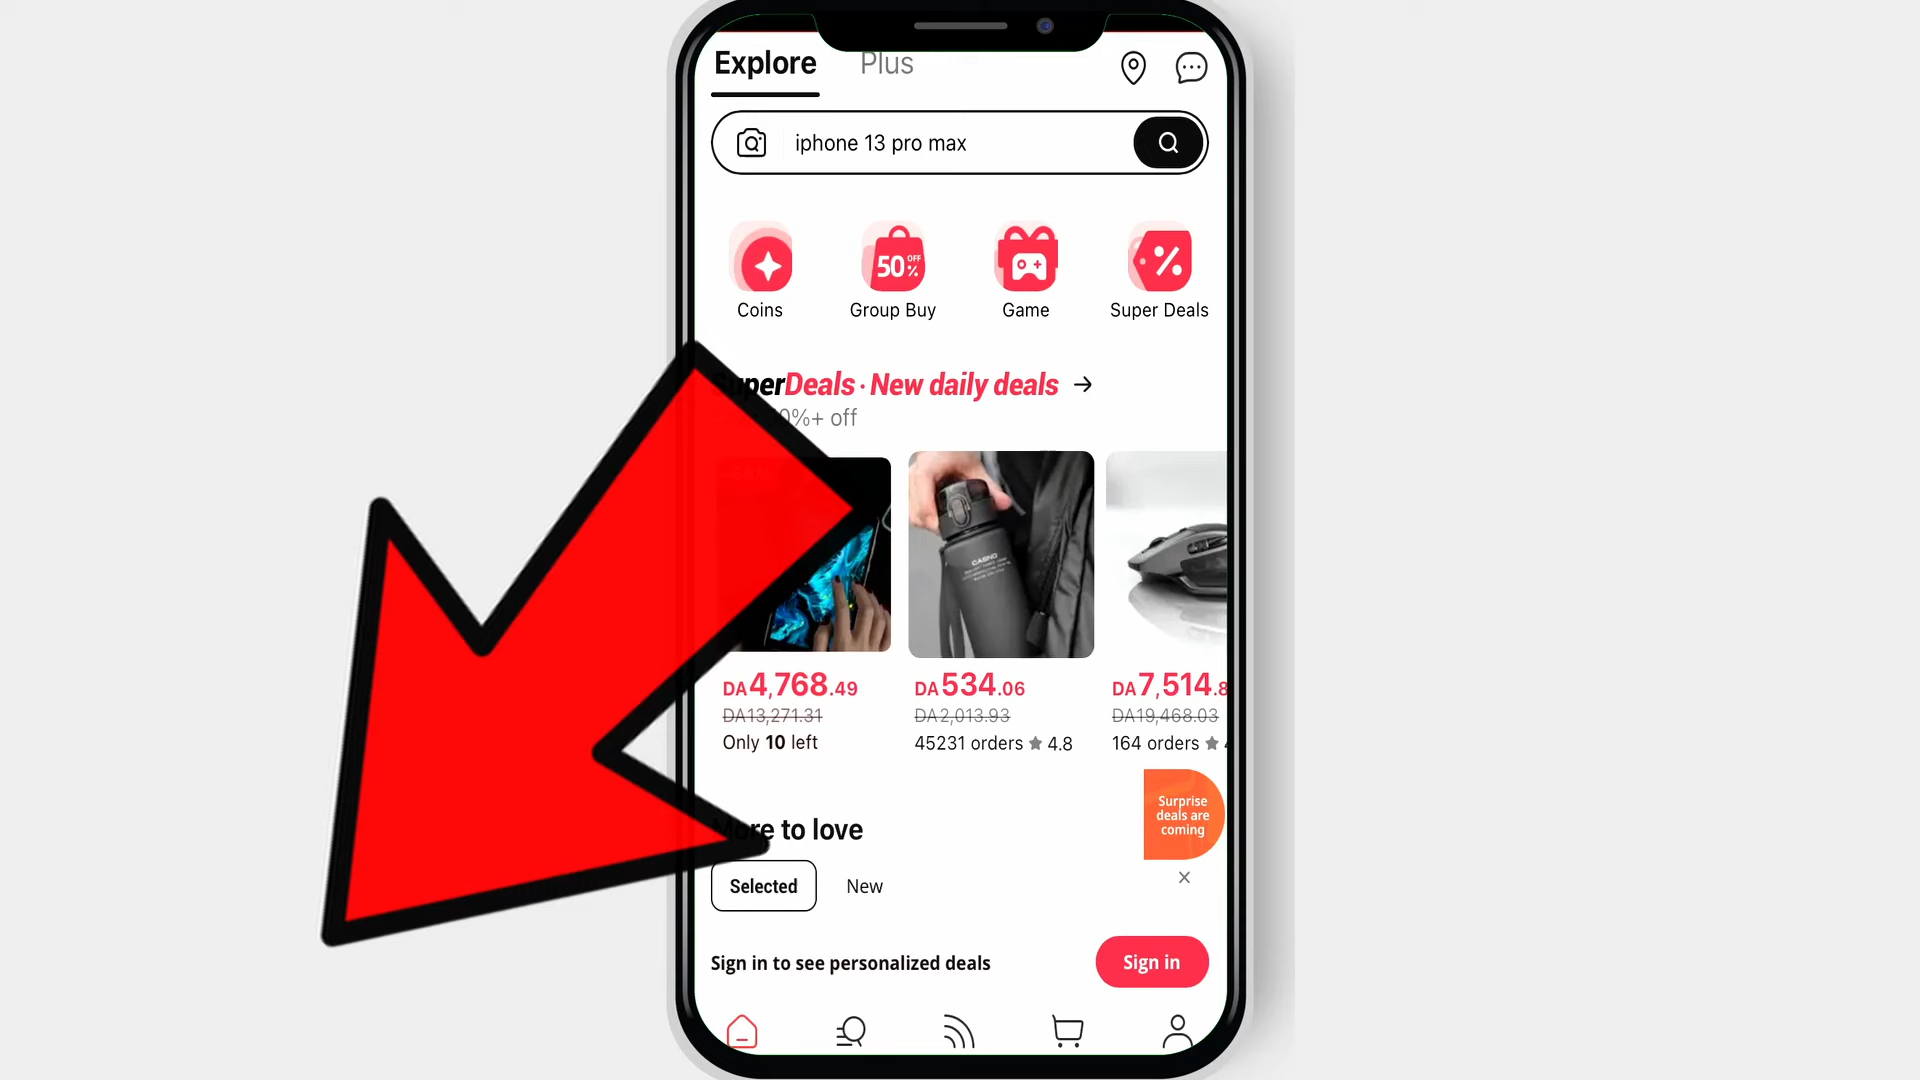 Explore Plus
iphone 13 pro max
50 OFF %
Coins Group Buy Game Super Deals
SuperDeals · New daily deals →
%+ off
CASNO
DA4,768.49 DA534.06 DA7,514.8
DA13,271.31 DA2,013.93 DA19,468.03
Only 10 left 45231 orders ★ 4.8 164 orders ★
Surprise
deals are
coming
More to love
Selected New
Sign in to see personalized deals Sign in